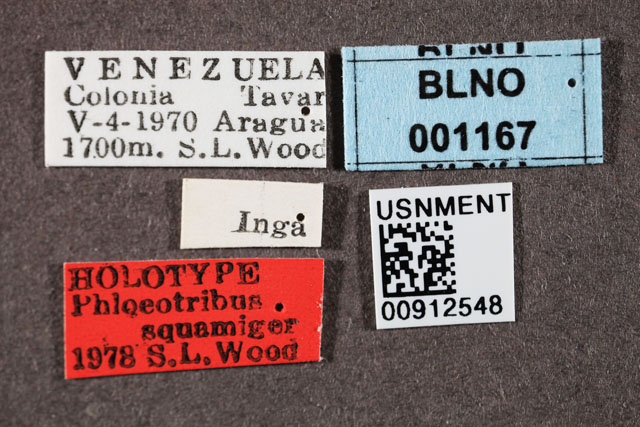 VENEZUELA
Colonia Tavar
V-4-1970 Aragua
1700m. S.L.Wood
BLNO
001167
Inga
USNMENT
00912548
HOLOTYPE
Phloeotribus
squamiger
1978 S.L.Wood